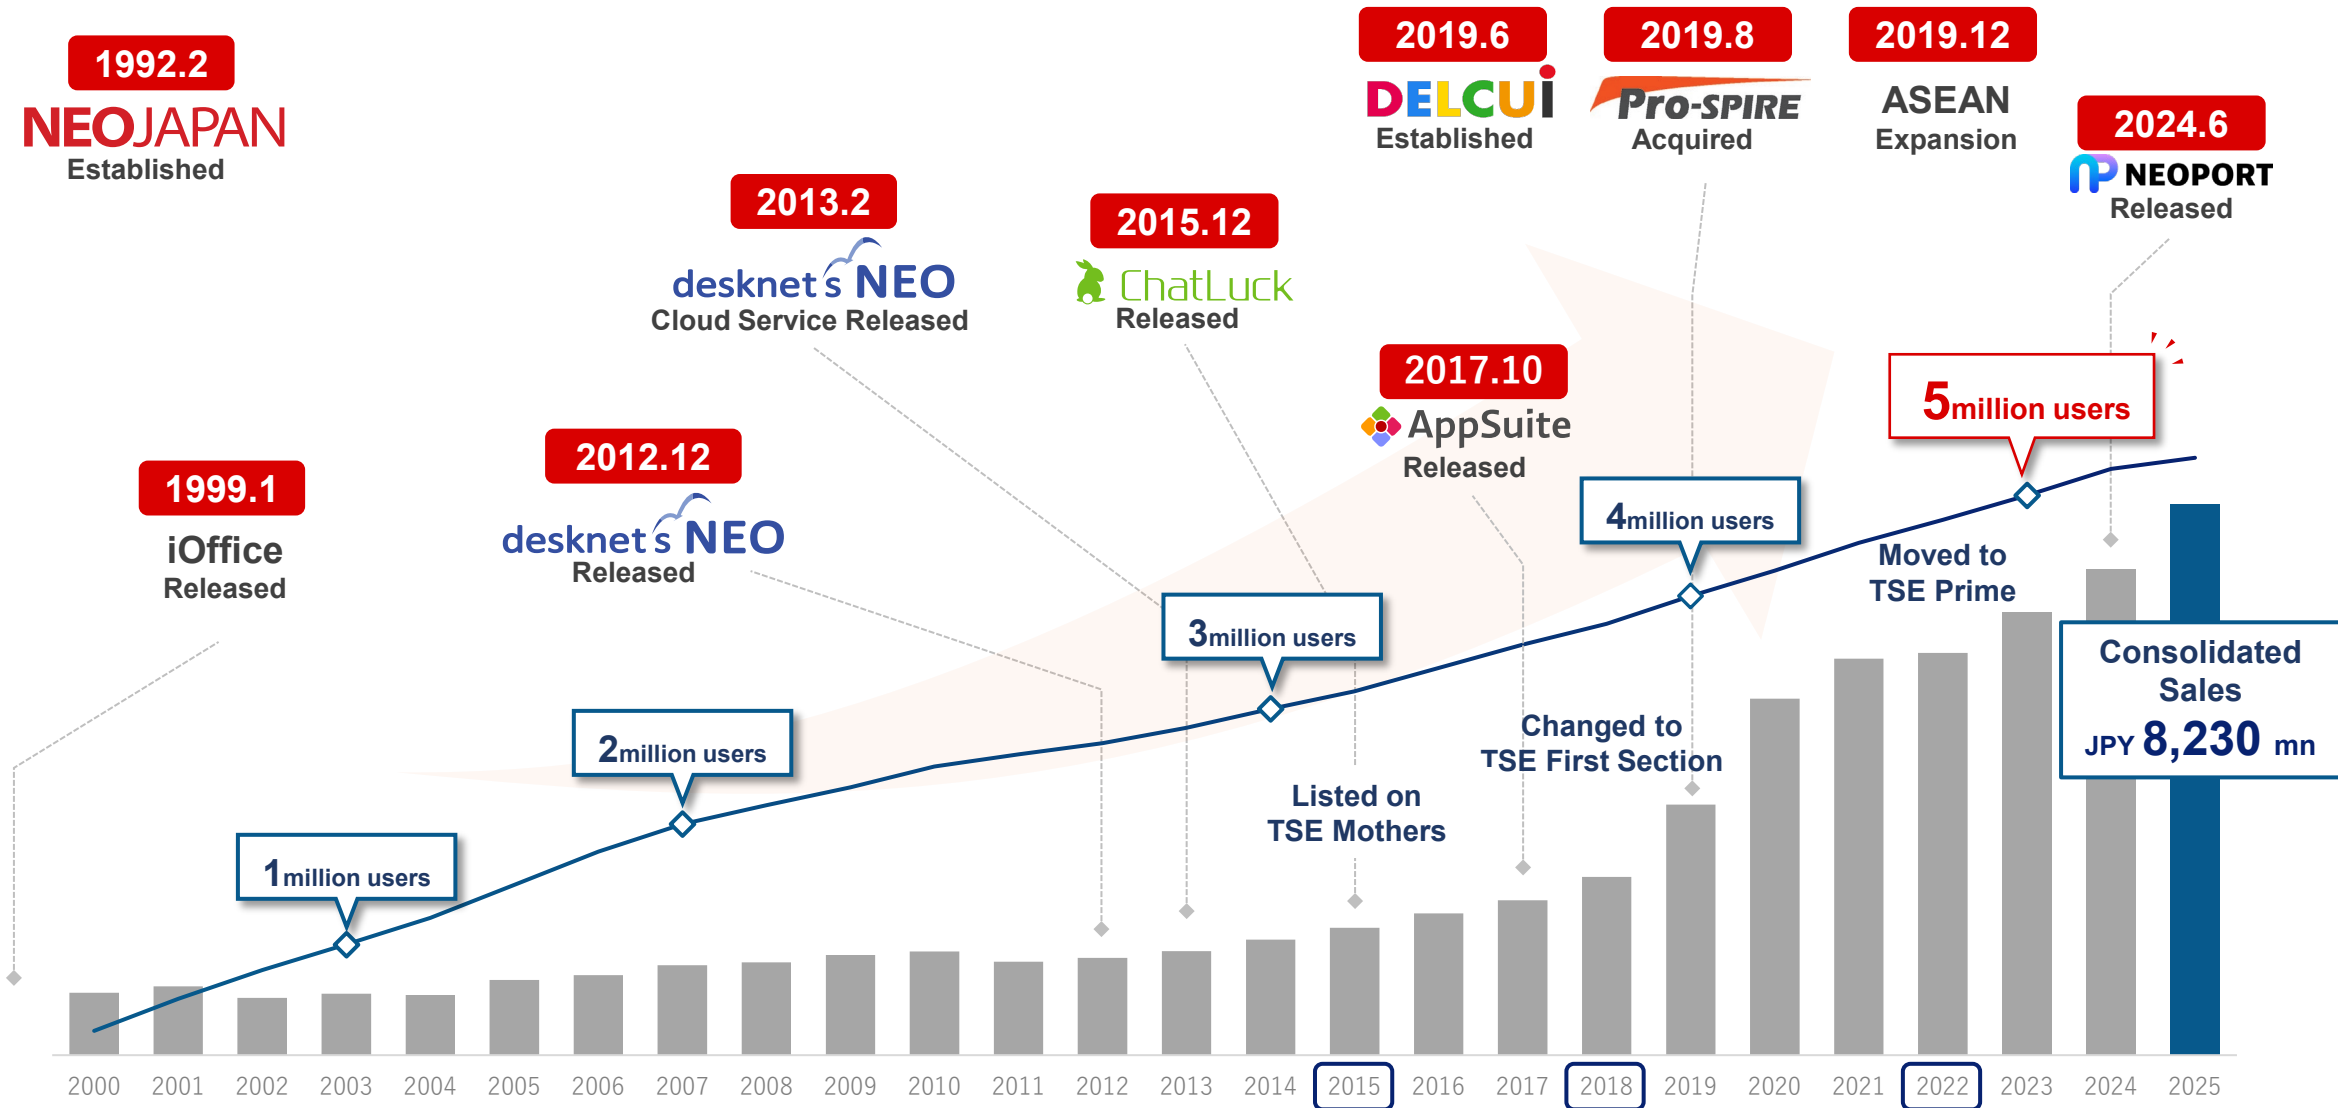 1992.2
NEOJAPAN
Established
1999.1
iOffice
Released
2012.12
desknet's NEO
Released
2013.2
desknet's NEO
Cloud Service Released
2015.12
ChatLuck
Released
2017.10
AppSuite
Released
2019.6
DELCUi
Established
2019.8
Pro-SPIRE
Acquired
2019.12
ASEAN
Expansion
2024.6
NP NEOPORT
Released
1million users
2million users
3million users
4million users
5million users
Listed on
TSE Mothers
Changed to
TSE First Section
Moved to
TSE Prime
Consolidated
Sales
JPY 8,230 mn
2000 2001 2002 2003 2004 2005 2006 2007 2008 2009 2010 2011 2012 2013 2014 2015 2016 2017 2018 2019 2020 2021 2022 2023 2024 2025